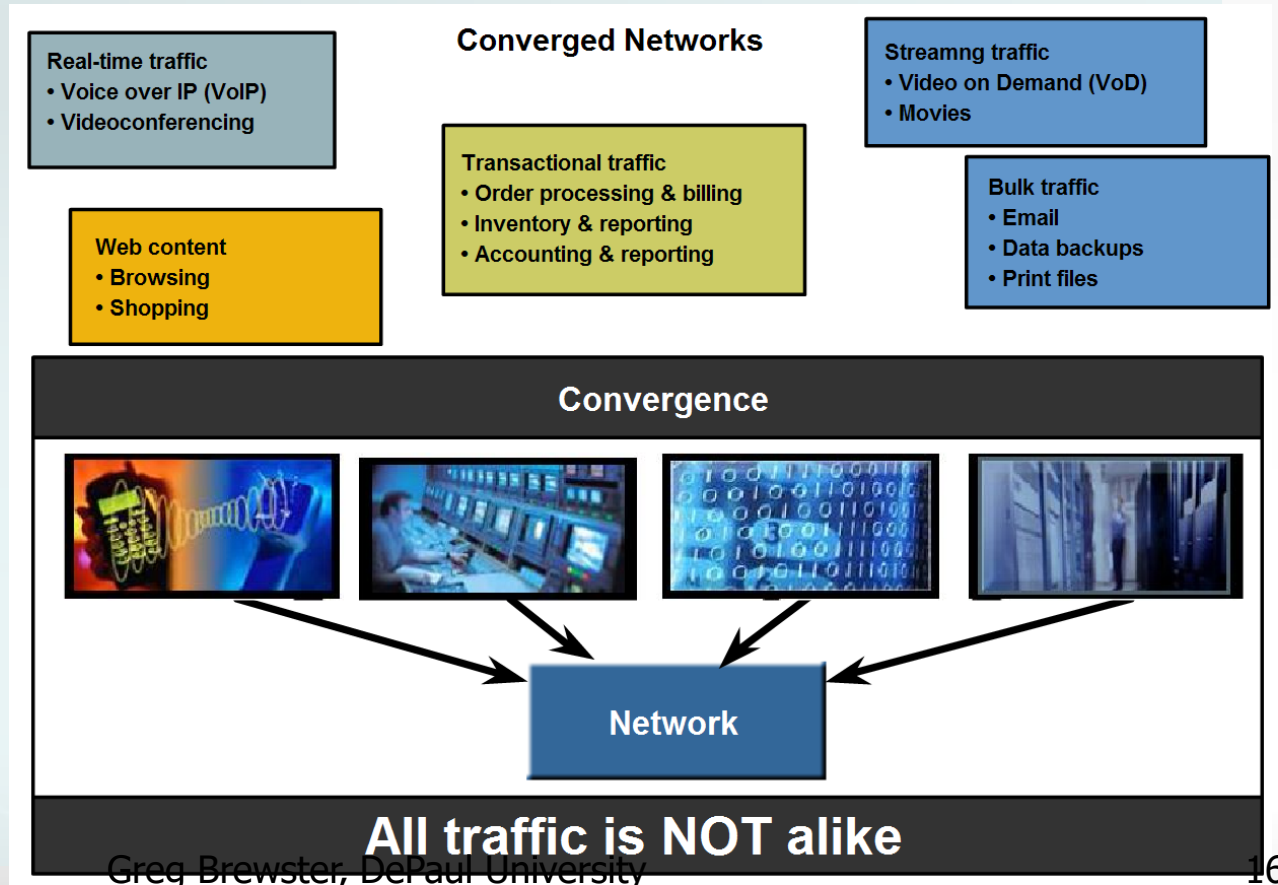 Converged Networks
Real-time traffic
• Voice over IP (VoIP)
• Videoconferencing
Streamng traffic
• Video on Demand (VoD)
• Movies
Transactional traffic
• Order processing & billing
• Inventory & reporting
• Accounting & reporting
Bulk traffic
• Email
• Data backups
• Print files
Web content
• Browsing
• Shopping
Convergence
Network
All traffic is NOT alike
Greg Brewster, DePaul University
16